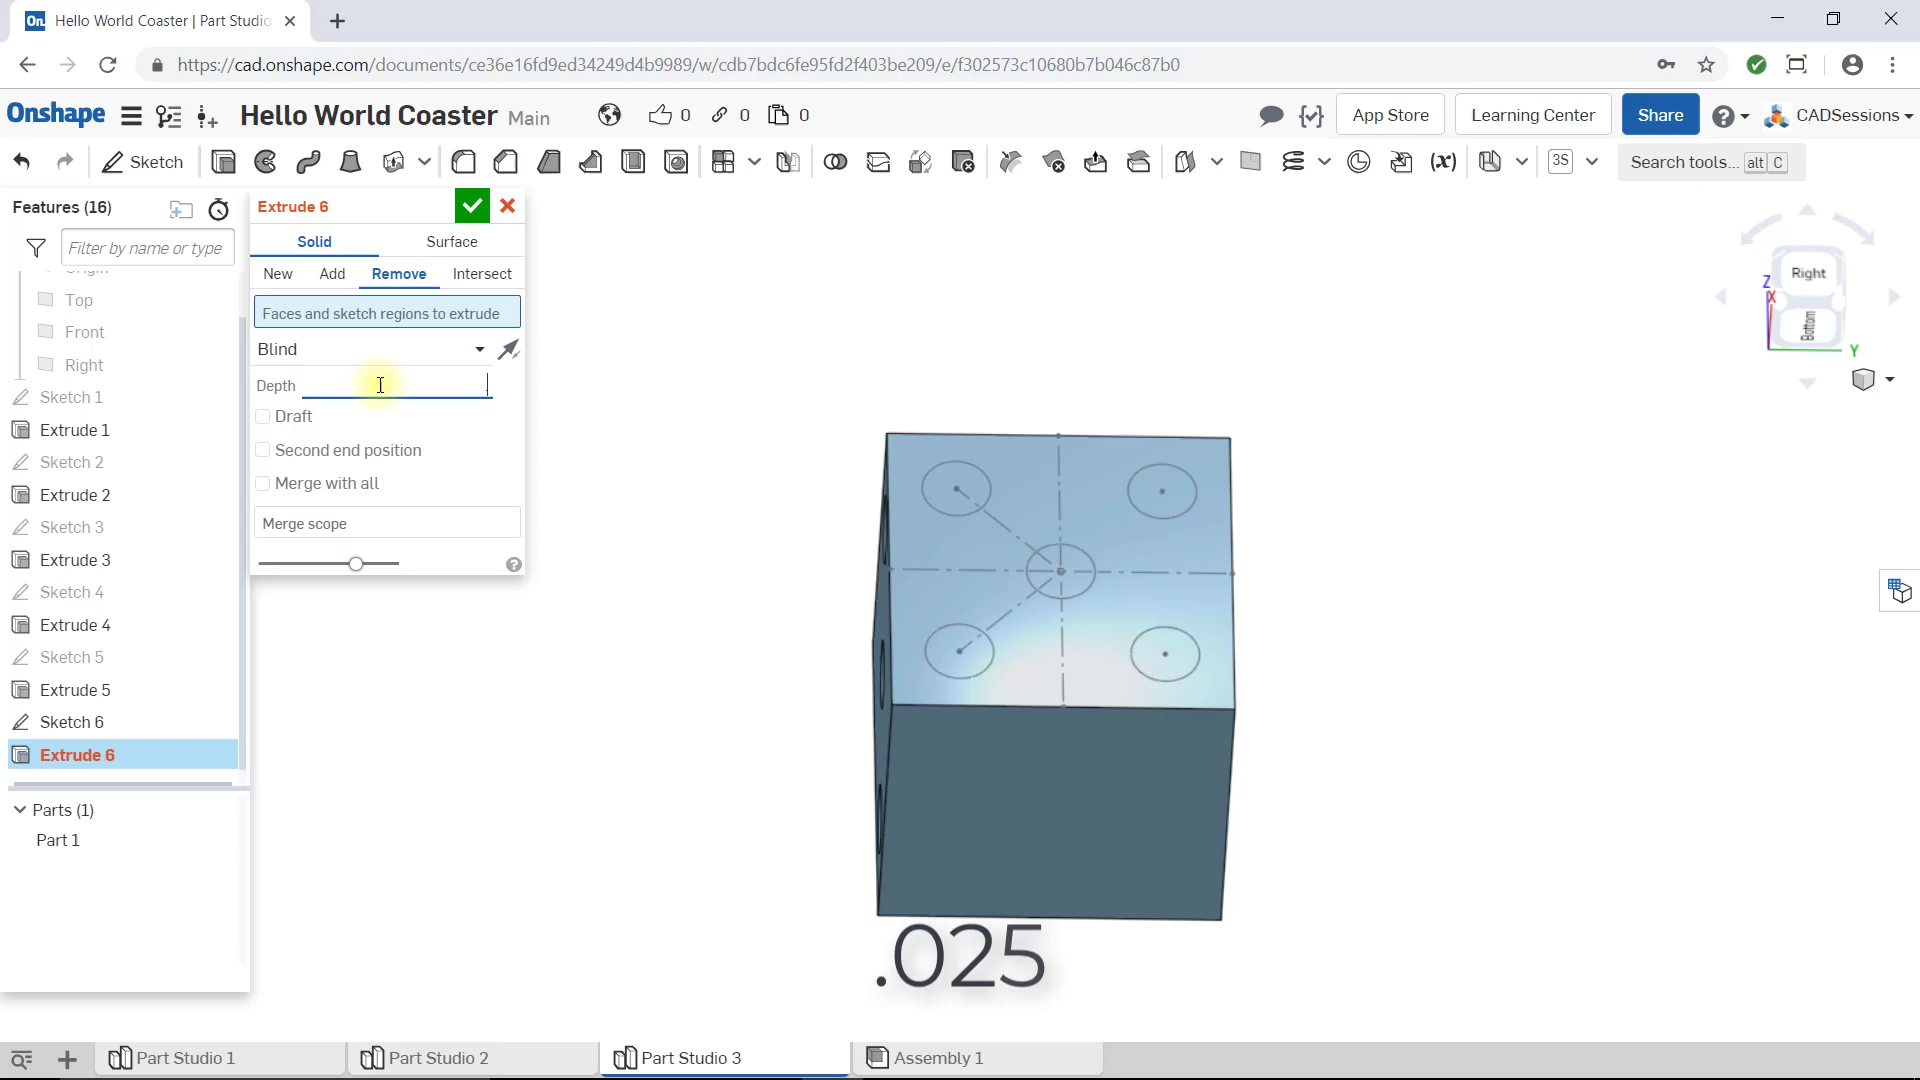 On Hello World Coaster | Part Studio
https://cad.onshape.com/documents/ce36e16fd9ed34249d4b9989/w/cdb7bdc6fe95fd2f403be209/e/f302573c10680b7b046c87b0
Onshape Hello World Coaster Main 0 0 0 App Store Learning Center Share CADSessions
Sketch 3S Search tools... alt C
Features (16)
Filter by name or type
Origin
Top
Front
Right
Sketch 1
Extrude 1
Sketch 2
Extrude 2
Sketch 3
Extrude 3
Sketch 4
Extrude 4
Sketch 5
Extrude 5
Sketch 6
Extrude 6
Parts (1)
Part 1
Extrude 6
Solid Surface
New Add Remove Intersect
Faces and sketch regions to extrude
Blind
Depth
Draft
Second end position
Merge with all
Merge scope
Right
Bottom
Z
X
Y
.025
Part Studio 1 Part Studio 2 Part Studio 3 Assembly 1